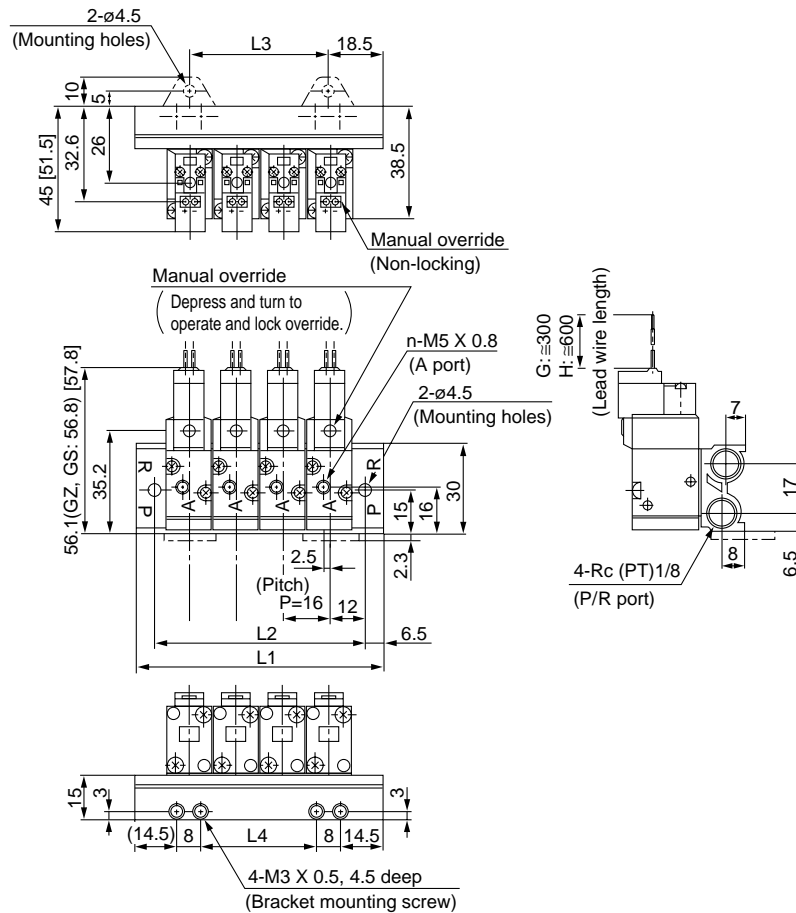 2-ø4.5
(Mounting holes)
L3
18.5
10
5
45 [51.5]
32.6
26
38.5
+ -
+ -
+ -
+ -
Manual override
(Non-locking)
Manual override
( Depress and turn to
operate and lock override. )
n-M5 X 0.8
(A port)
2-ø4.5
(Mounting holes)
G: ≅300
H: ≅600
(Lead wire length)
7
56.1(GZ, GS: 56.8) [57.8]
35.2
R
P
A
A
A
A
R
P
15
16
30
2.3
2.5
(Pitch)
P=16
12
L2
6.5
L1
17
8
6.5
4-Rc (PT)1/8
(P/R port)
15
3
3
(14.5)
8
L4
8
14.5
4-M3 X 0.5, 4.5 deep
(Bracket mounting screw)